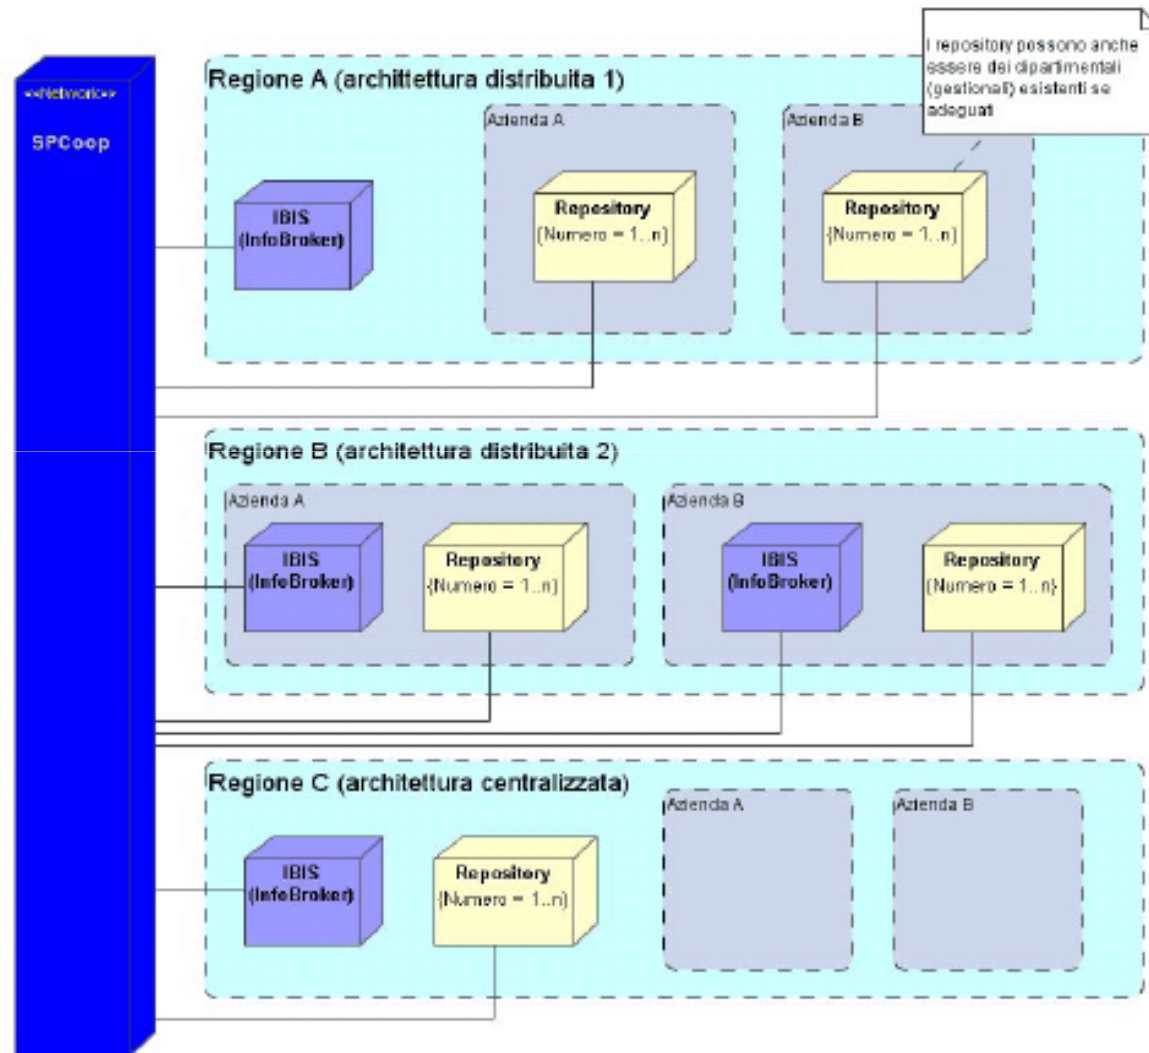 I repository possono anche
essere dei dipartimentali
(gestionali) esistenti se
adeguati
<<Network>>
SPCoop
Regione A (archittettura distribuita 1)
Azienda A
Azienda B
IBIS
(InfoBroker)
Repository
{Numero = 1..n}
Repository
{Numero = 1..n}
Regione B (architettura distribuita 2)
Azienda A
Azienda B
IBIS
(InfoBroker)
Repository
{Numero = 1..n}
IBIS
(InfoBroker)
Repository
{Numero = 1..n}
Regione C (architettura centralizzata)
Azienda A
Azienda B
IBIS
(InfoBroker)
Repository
{Numero = 1..n}